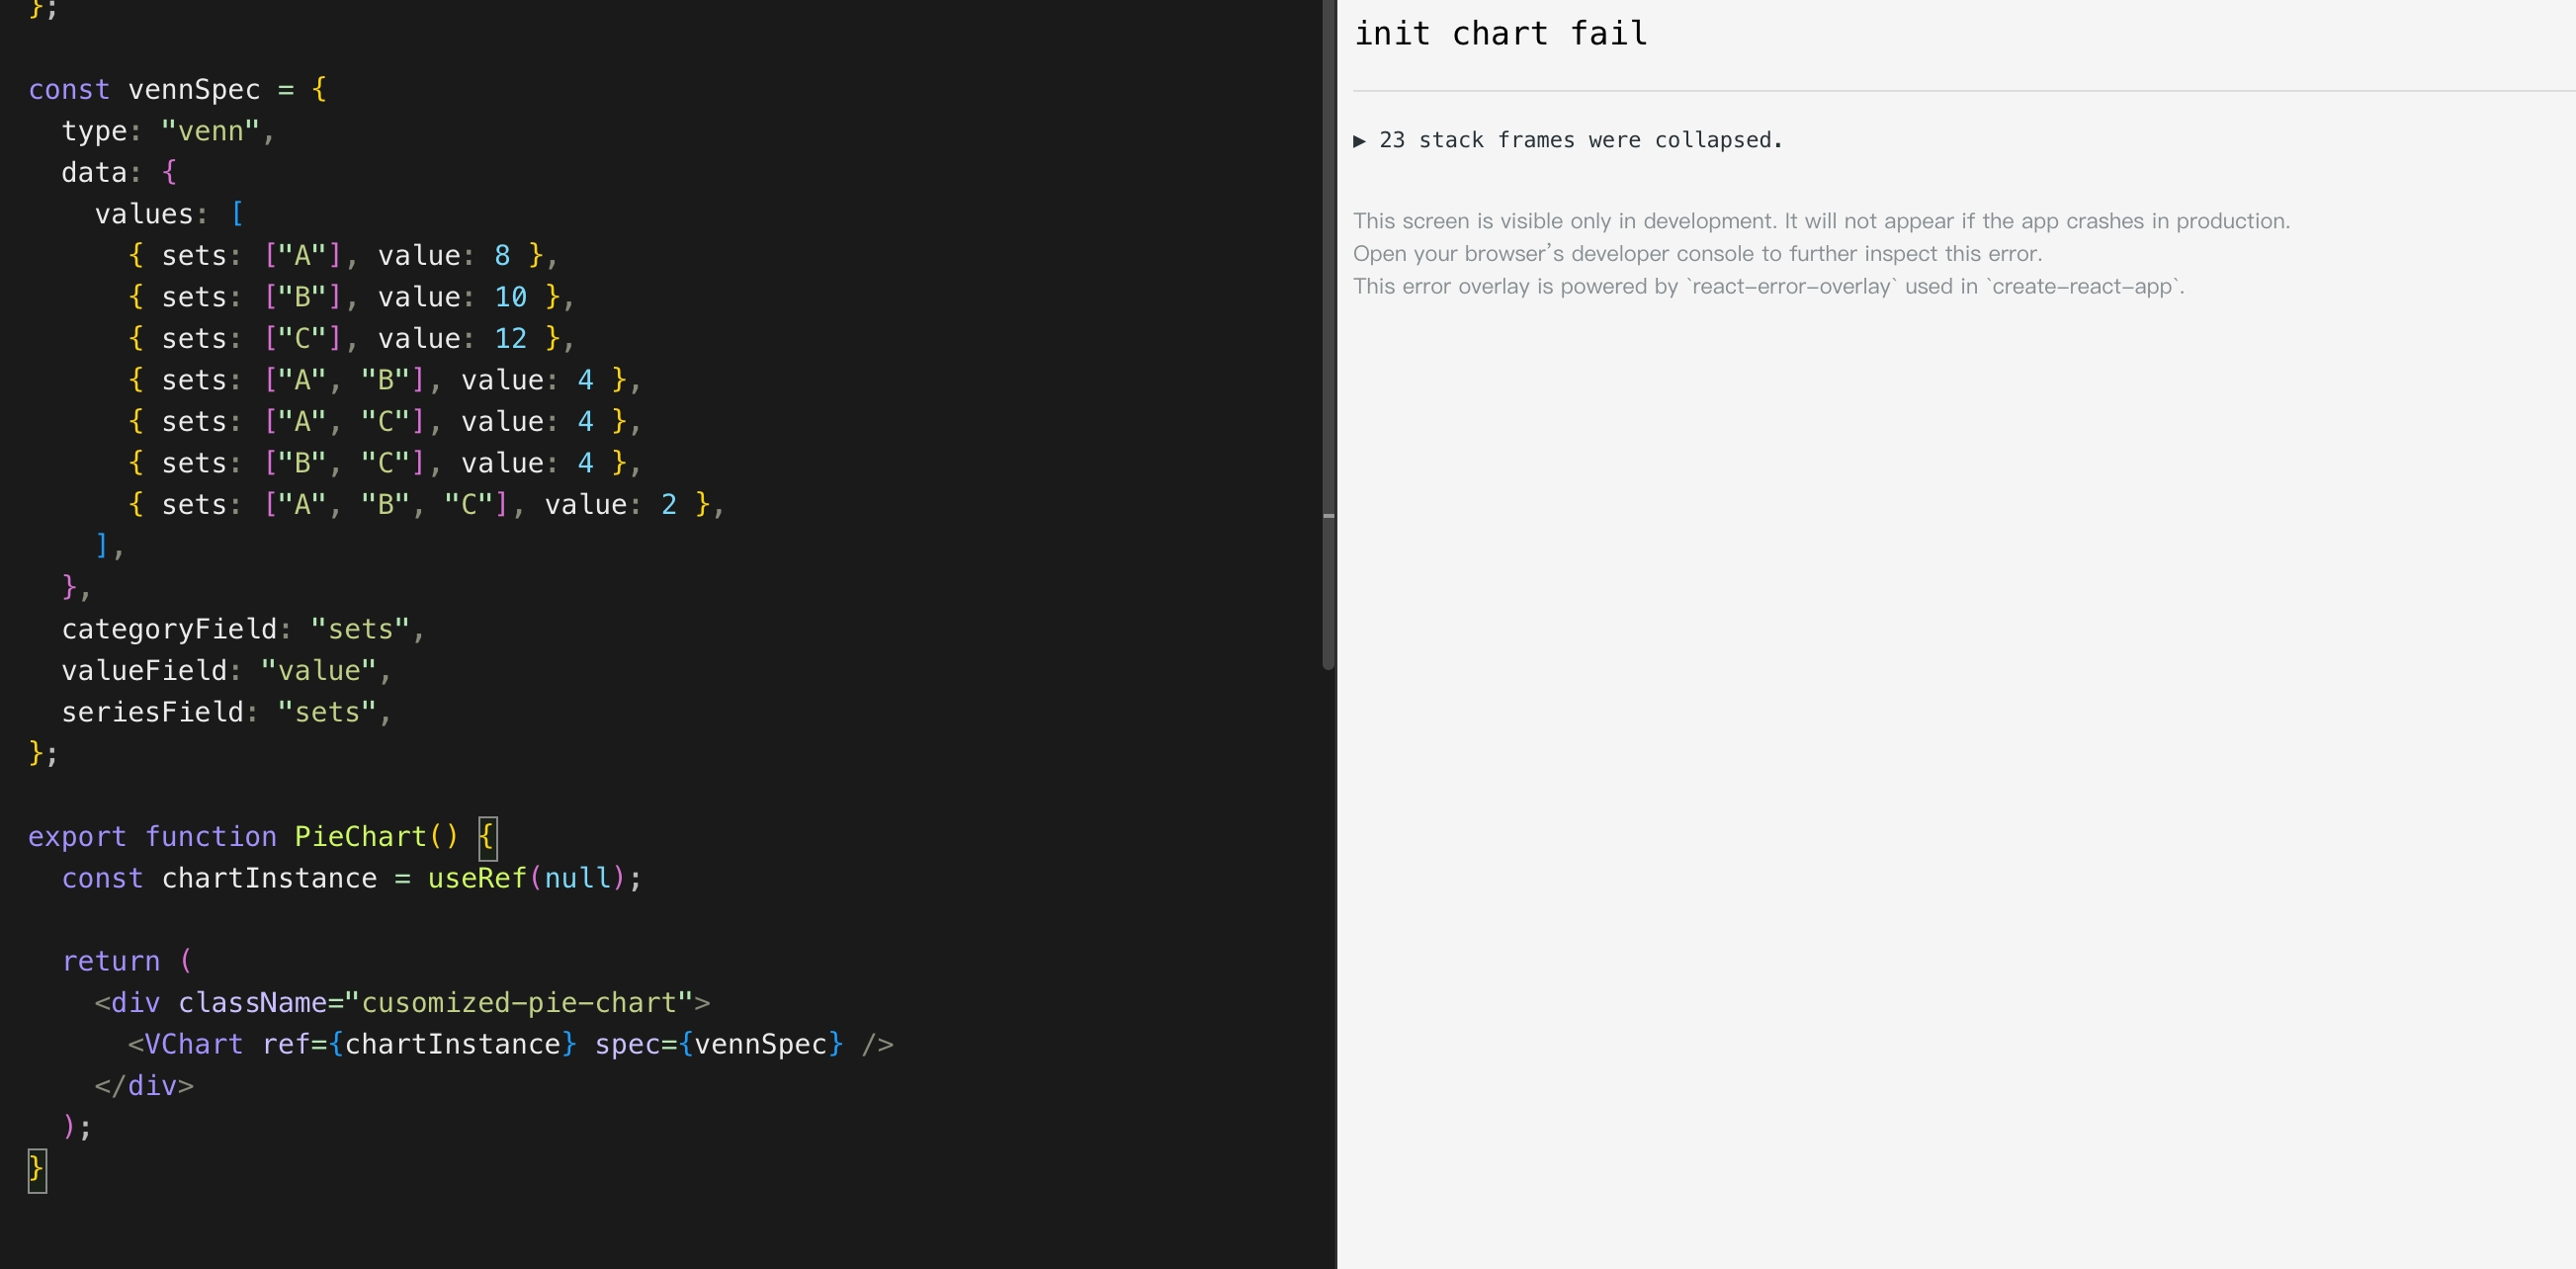 };
const vennSpec = {
  type: "venn",
  data: {
    values: [
      { sets: ["A"], value: 8 },
      { sets: ["B"], value: 10 },
      { sets: ["C"], value: 12 },
      { sets: ["A", "B"], value: 4 },
      { sets: ["A", "C"], value: 4 },
      { sets: ["B", "C"], value: 4 },
      { sets: ["A", "B", "C"], value: 2 },
    ],
  },
  categoryField: "sets",
  valueField: "value",
  seriesField: "sets",
};
export function PieChart() {
  const chartInstance = useRef(null);
  return (
    <div className="cusomized-pie-chart">
      <VChart ref={chartInstance} spec={vennSpec} />
    </div>
  );
}
init chart fail
▶ 23 stack frames were collapsed.
This screen is visible only in development. It will not appear if the app crashes in production.
Open your browser's developer console to further inspect this error.
This error overlay is powered by `react-error-overlay` used in `create-react-app`.